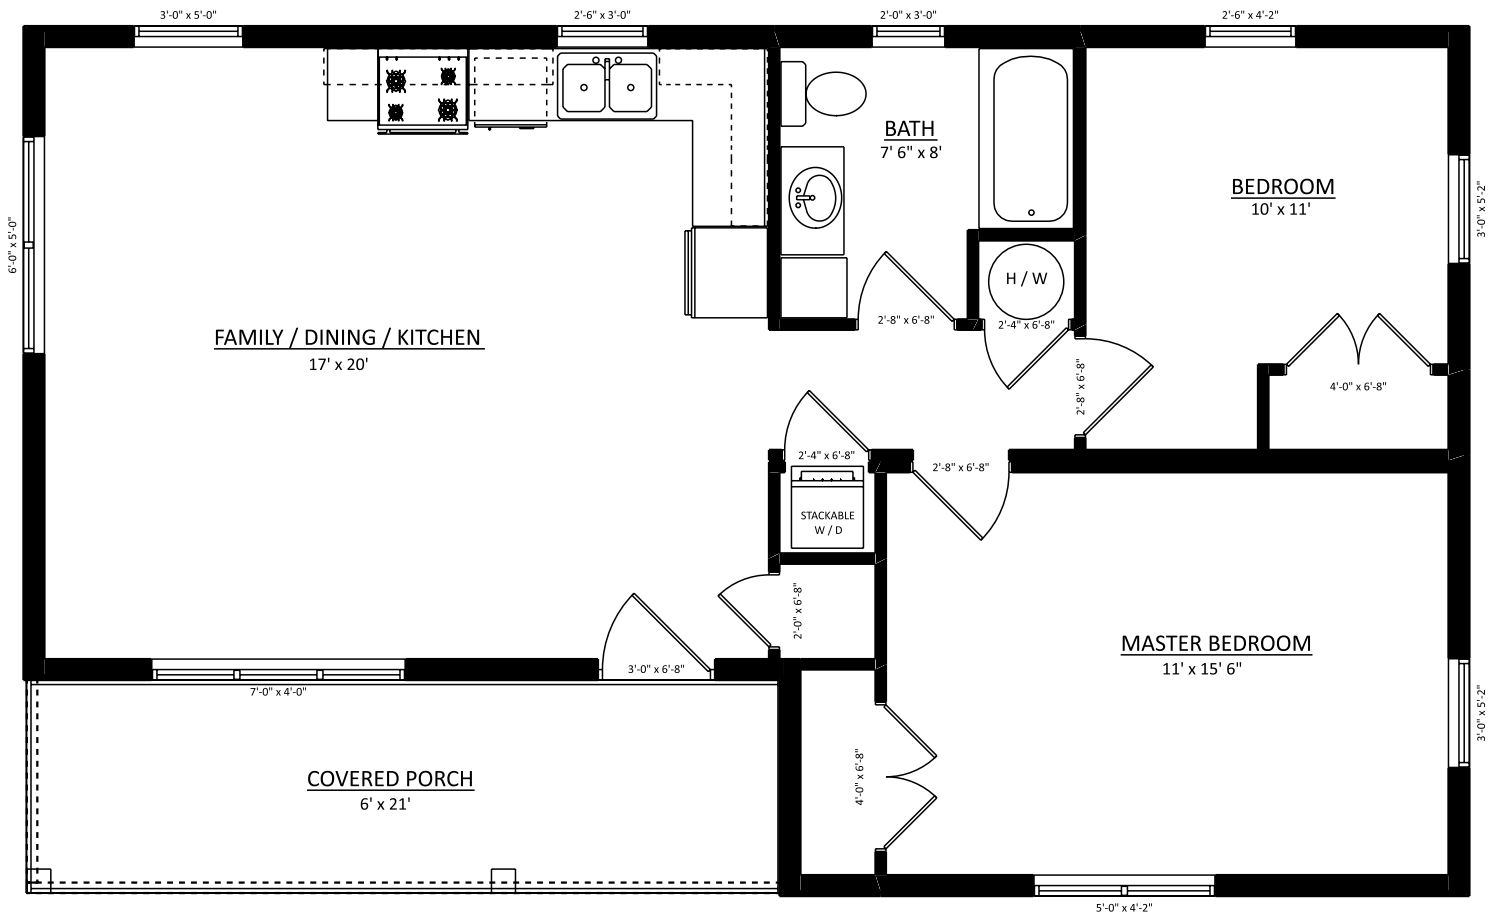 3'-0" x 5'-0"
2'-6" x 3'-0"
2'-0" x 3'-0"
2'-6" x 4'-2"
BATH
7' 6" x 8'
BEDROOM
10' x 11'
3'-0" x 5'-2"
6'-0" x 5'-0"
H / W
2'-8" x 6'-8"
2'-4" x 6'-8"
FAMILY / DINING / KITCHEN
17' x 20'
2'-8" x 6'-8"
4'-0" x 6'-8"
2'-4" x 6'-8"
2'-8" x 6'-8"
STACKABLE
W / D
2'-0" x 6'-8"
MASTER BEDROOM
11' x 15' 6"
3'-0" x 6'-8"
7'-0" x 4'-0"
3'-0" x 5'-2"
COVERED PORCH
6' x 21'
4'-0" x 6'-8"
5'-0" x 4'-2"